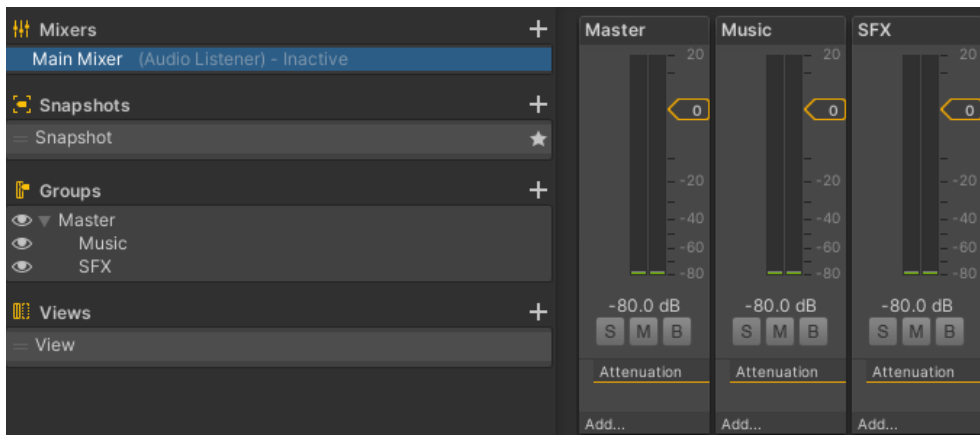 Mixers
Main Mixer (Audio Listener) - Inactive
Snapshots
Snapshot
Groups
Master
Music
SFX
Views
View
Master
20
0
-20
-40
-60
-80
-80.0 dB
S M B
Attenuation
Add...
Music
20
0
-20
-40
-60
-80
-80.0 dB
S M B
Attenuation
Add...
SFX
20
0
-20
-40
-60
-80
-80.0 dB
S M B
Attenuation
Add...